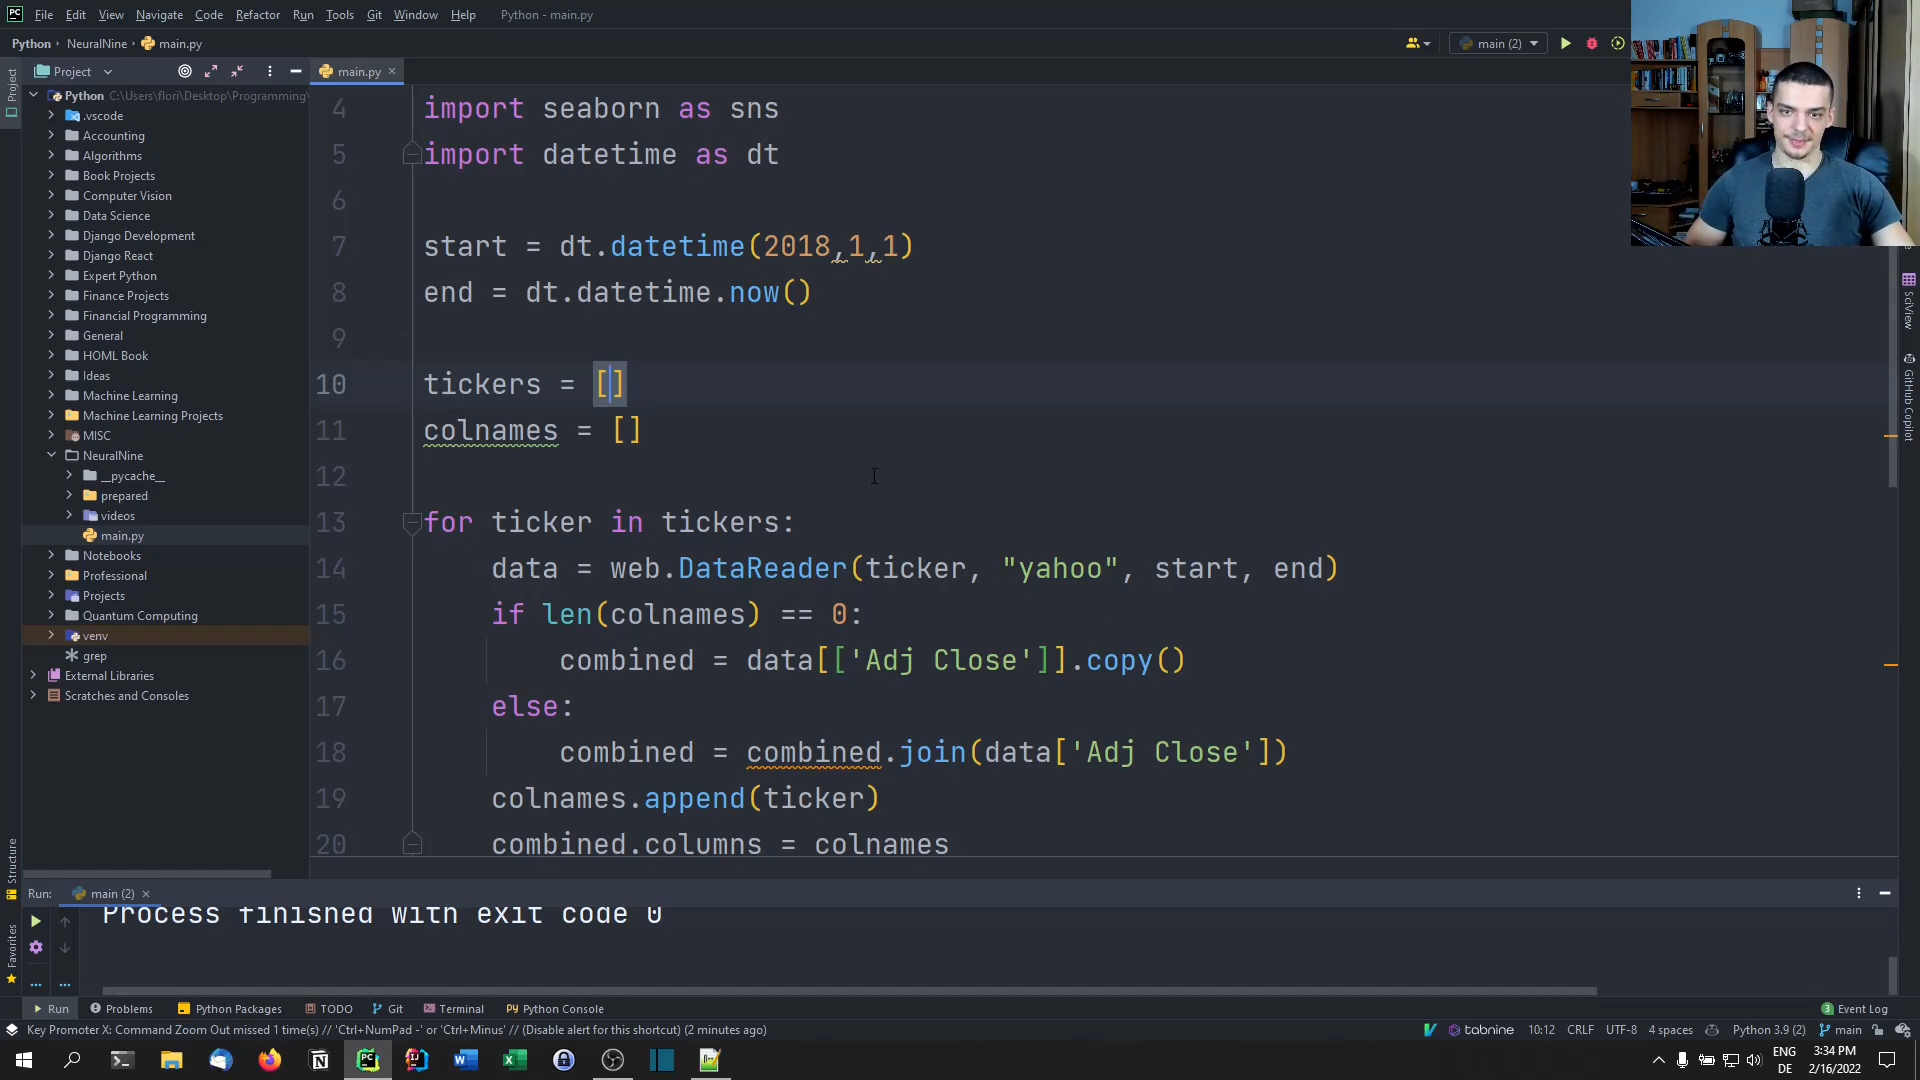 File Edit View Navigate Code Refactor Run Tools Git Window Help Python - main.py
Python NeuralNine main.py
main (2)
Project
main.py
Project
Python C:\Users\flori\Desktop\Programming\
.vscode
Accounting
Algorithms
Book Projects
Computer Vision
Data Science
Django Development
Django React
Expert Python
Finance Projects
Financial Programming
General
HOML Book
Ideas
Machine Learning
Machine Learning Projects
MISC
NeuralNine
__pycache__
prepared
videos
main.py
Notebooks
Professional
Projects
Quantum Computing
venv
grep
External Libraries
Scratches and Consoles
4 import seaborn as sns
5 import datetime as dt
6
7 start = dt.datetime(2018,1,1)
8 end = dt.datetime.now()
9
10 tickers = []
11 colnames = []
12
13 for ticker in tickers:
14 data = web.DataReader(ticker, "yahoo", start, end)
15 if len(colnames) == 0:
16 combined = data[['Adj Close']].copy()
17 else:
18 combined = combined.join(data['Adj Close'])
19 colnames.append(ticker)
20 combined.columns = colnames
SciView
GitHub Copilot
Structure
Favorites
Run: main (2)
Process finished with exit code 0
Run Problems Python Packages TODO Git Terminal Python Console
3 Event Log
Key Promoter X: Command Zoom Out missed 1 time(s) // 'Ctrl+NumPad -' or 'Ctrl+Minus' // (Disable alert for this shortcut) (2 minutes ago)
tabnine 10:12 CRLF UTF-8 4 spaces Python 3.9 (2) main
ENG
DE
3:34 PM
2/16/2022